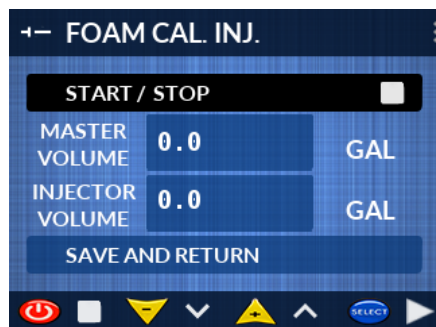 FOAM CAL. INJ.
START / STOP
MASTER
VOLUME
0.0
GAL
INJECTOR
VOLUME
0.0
GAL
SAVE AND RETURN
SELECT